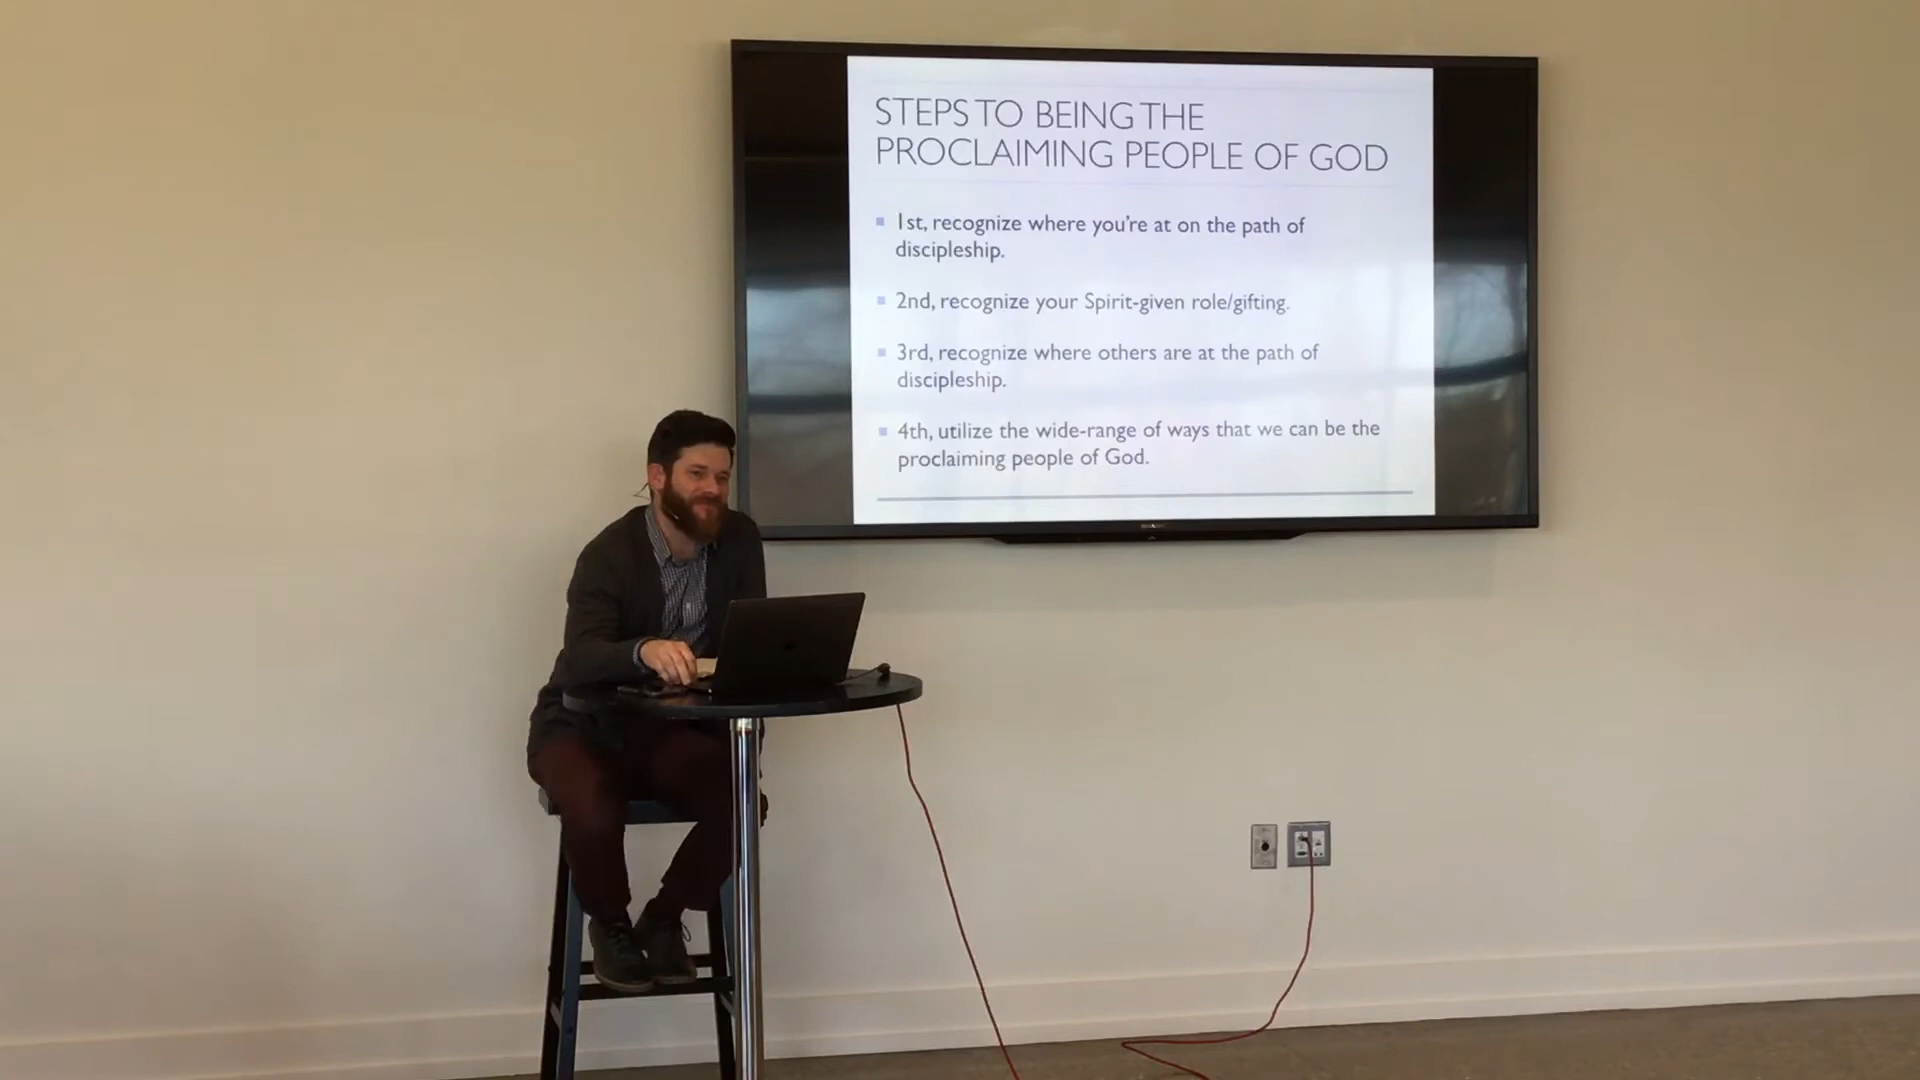 STEPS TO BEING THE
PROCLAIMING PEOPLE OF GOD
1st, recognize where you're at on the path of
discipleship.
2nd, recognize your Spirit-given role/gifting.
3rd, recognize where others are at the path of
discipleship.
4th, utilize the wide-range of ways that we can be the
proclaiming people of God.